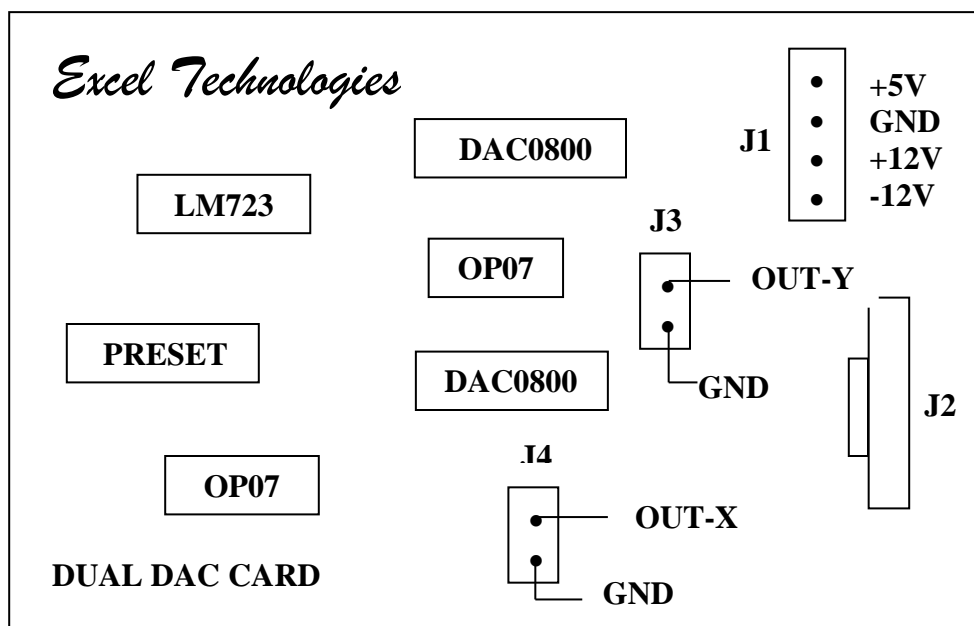 Excel Technologies
+5V
GND
J1
+12V
-12V
DAC0800
LM723
J3
OP07
OUT-Y
PRESET
DAC0800
GND
J2
J4
OP07
OUT-X
DUAL DAC CARD
GND